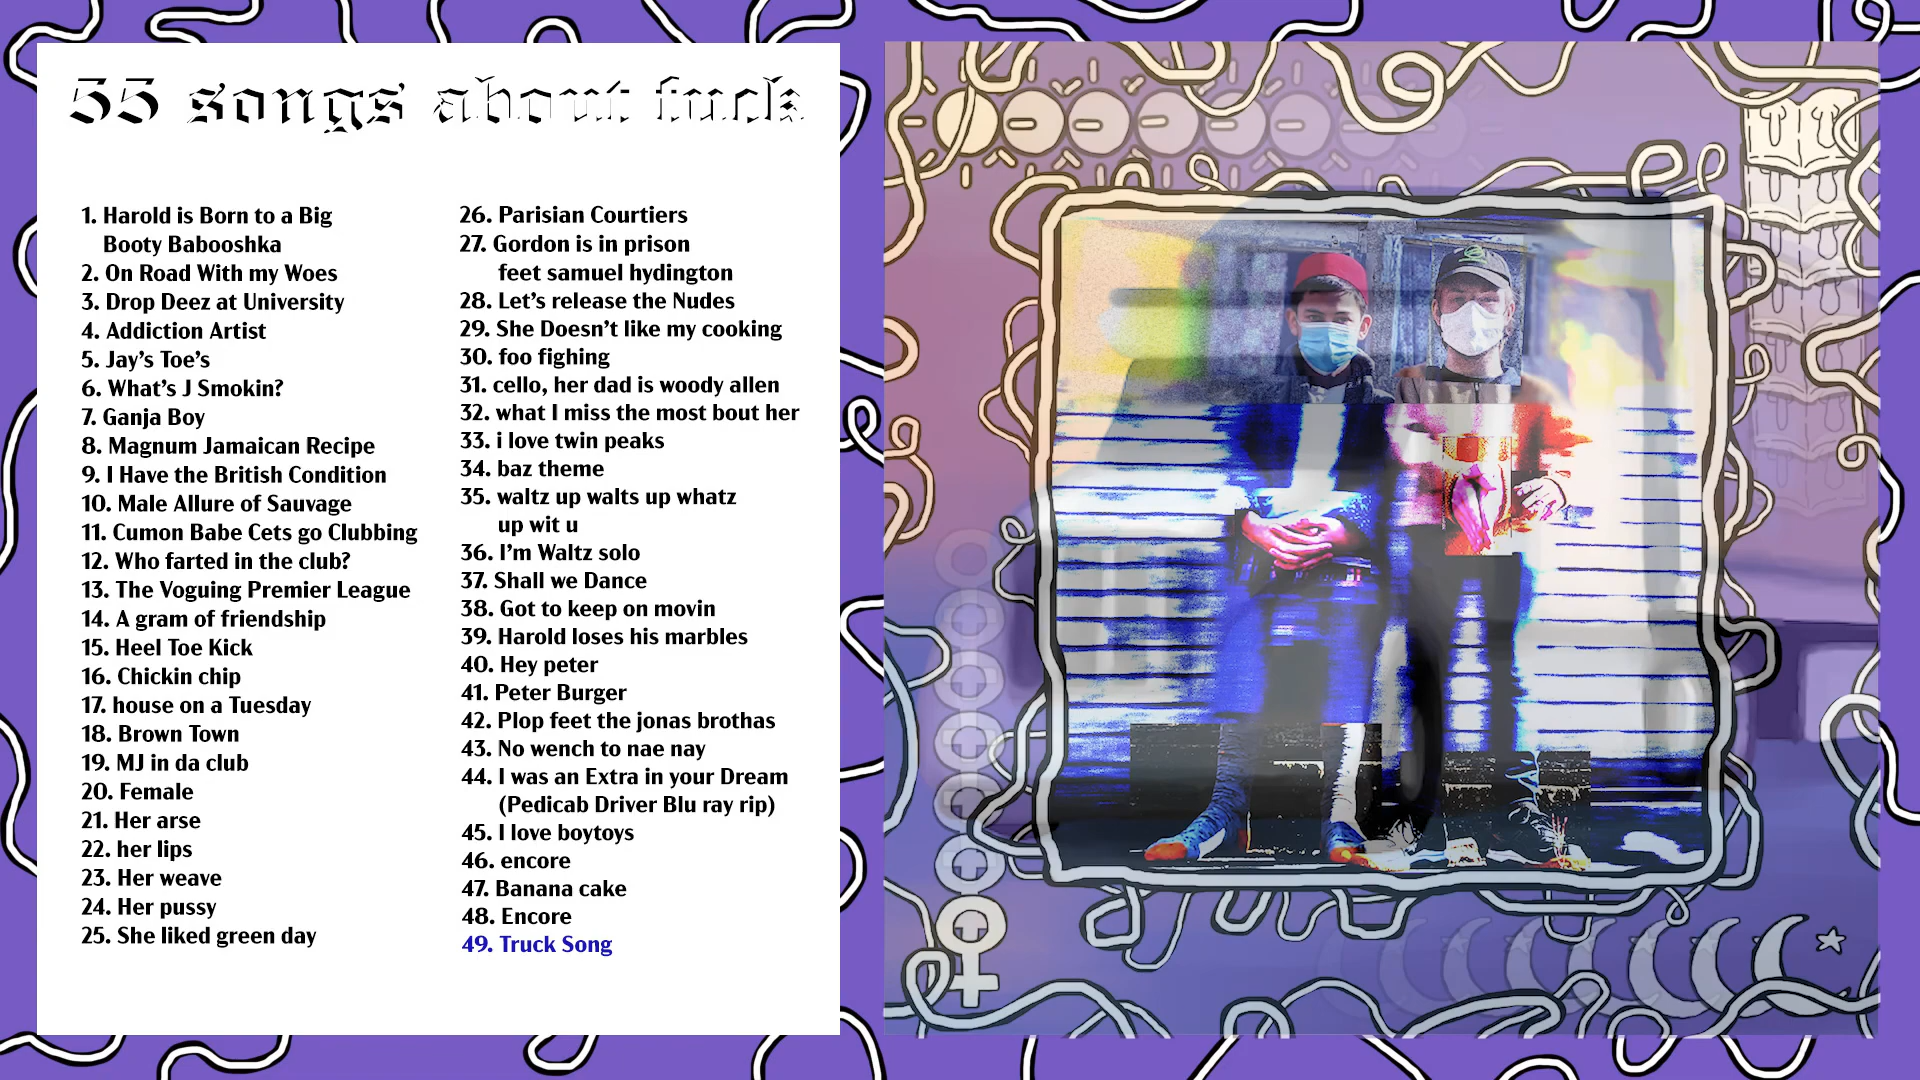 55 songs about fuck
1. Harold is Born to a Big
Booty Babooshka
2. On Road With my Woes
3. Drop Deez at University
4. Addiction Artist
5. Jay's Toe's
6. What's J Smokin?
7. Ganja Boy
8. Magnum Jamaican Recipe
9. I Have the British Condition
10. Male Allure of Sauvage
11. Cumon Babe Cets go Clubbing
12. Who farted in the club?
13. The Voguing Premier League
14. A gram of friendship
15. Heel Toe Kick
16. Chickin chip
17. house on a Tuesday
18. Brown Town
19. MJ in da club
20. Female
21. Her arse
22. her lips
23. Her weave
24. Her pussy
25. She liked green day
26. Parisian Courtiers
27. Gordon is in prison
feet samuel hydington
28. Let's release the Nudes
29. She Doesn't like my cooking
30. foo fighing
31. cello, her dad is woody allen
32. what I miss the most bout her
33. i love twin peaks
34. baz theme
35. waltz up walts up whatz
up wit u
36. I'm Waltz solo
37. Shall we Dance
38. Got to keep on movin
39. Harold loses his marbles
40. Hey peter
41. Peter Burger
42. Plop feet the jonas brothas
43. No wench to nae nay
44. I was an Extra in your Dream
(Pedicab Driver Blu ray rip)
45. I love boytoys
46. encore
47. Banana cake
48. Encore
49. Truck Song